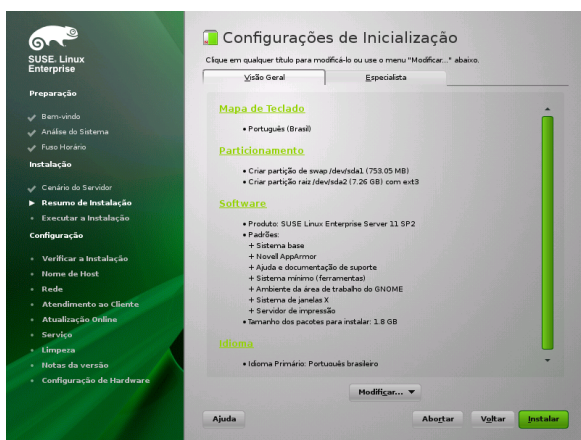 SUSE. Linux
Enterprise
Preparação
Bem-vindo
Análise do Sistema
Fuso Horário
Instalação
Cenário do Servidor
Resumo de Instalação
Executar a Instalação
Configuração
Verificar a Instalação
Nome de Host
Rede
Atendimento ao Cliente
Atualização Online
Serviço
Limpeza
Notas da versão
Configuração de Hardware
Configurações de Inicialização
Clique em qualquer título para modificá-lo ou use o menu "Modificar..." abaixo.
Visão Geral
Especialista
Mapa de Teclado
• Português (Brasil)
Particionamento
• Criar partição de swap /dev/sda1 (753.05 MB)
• Criar partição raiz /dev/sda2 (7.26 GB) com ext3
Software
• Produto: SUSE Linux Enterprise Server 11 SP2
• Padrões:
+ Sistema base
+ Novell AppArmor
+ Ajuda e documentação de suporte
+ Sistema mínimo (ferramentas)
+ Ambiente da área de trabalho do GNOME
+ Sistema de janelas X
+ Servidor de impressão
• Tamanho dos pacotes para instalar: 1.8 GB
Idioma
• Idioma Primário: Português brasileiro
Modificar...
Ajuda
Abortar
Voltar
Instalar